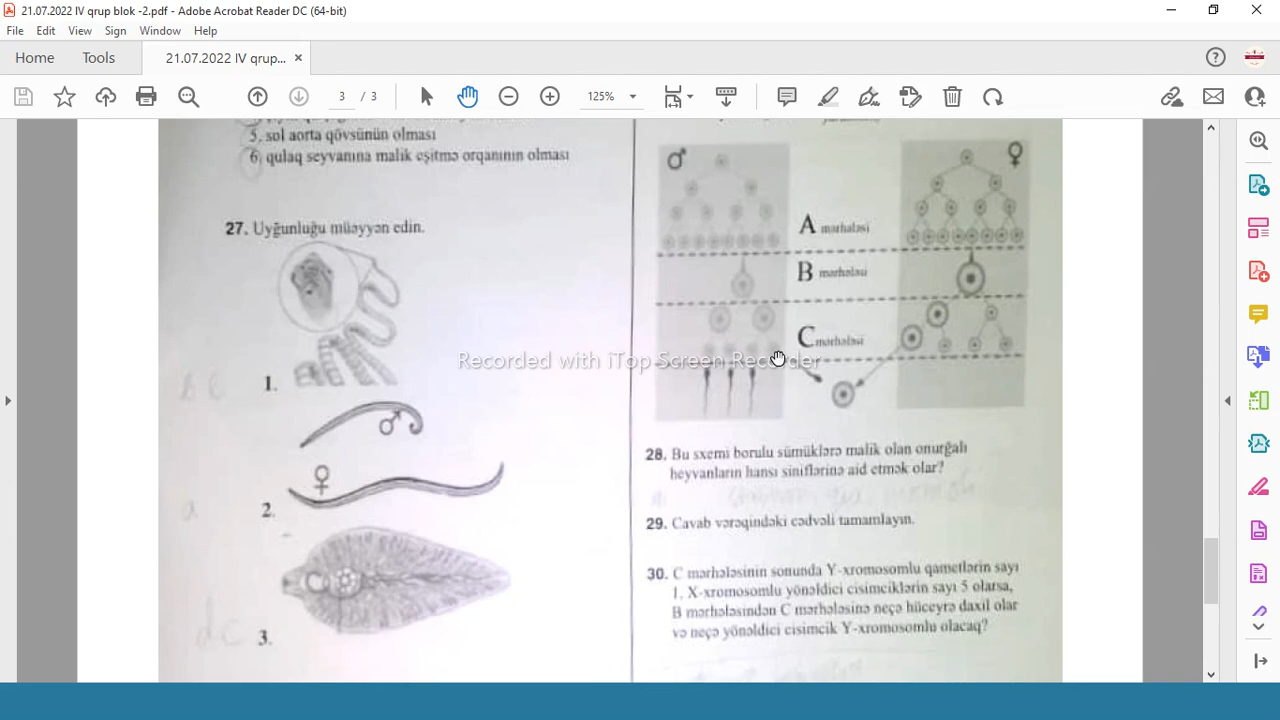 21.07.2022 IV qrup blok -2.pdf - Adobe Acrobat Reader DC (64-bit)
File Edit View Sign Window Help
Home Tools 21.07.2022 IV qrup... ×
3 / 3 125%
5. sol aorta qövsünün olması
6. qulaq seyvanına malik eşitmə orqanının olması
27. Uyğunluğu müəyyən edin.
1.
2.
3.
♂ ♀
A mərhələsi
B mərhələsi
C mərhələsi
Recorded with iTop Screen Recorder
28. Bu sxemi borulu sümüklərə malik olan onurğalı
heyvanların hansı siniflərinə aid etmək olar?
29. Cavab vərəqindəki cədvəli tamamlayın.
30. C mərhələsinin sonunda Y-xromosomlu qametlərin sayı
1, X-xromosomlu yönəldici cisimciklərin sayı 5 olarsa,
B mərhələsindən C mərhələsinə neçə hüceyrə daxil olar
və neçə yönəldici cisimcik Y-xromosomlu olacaq?